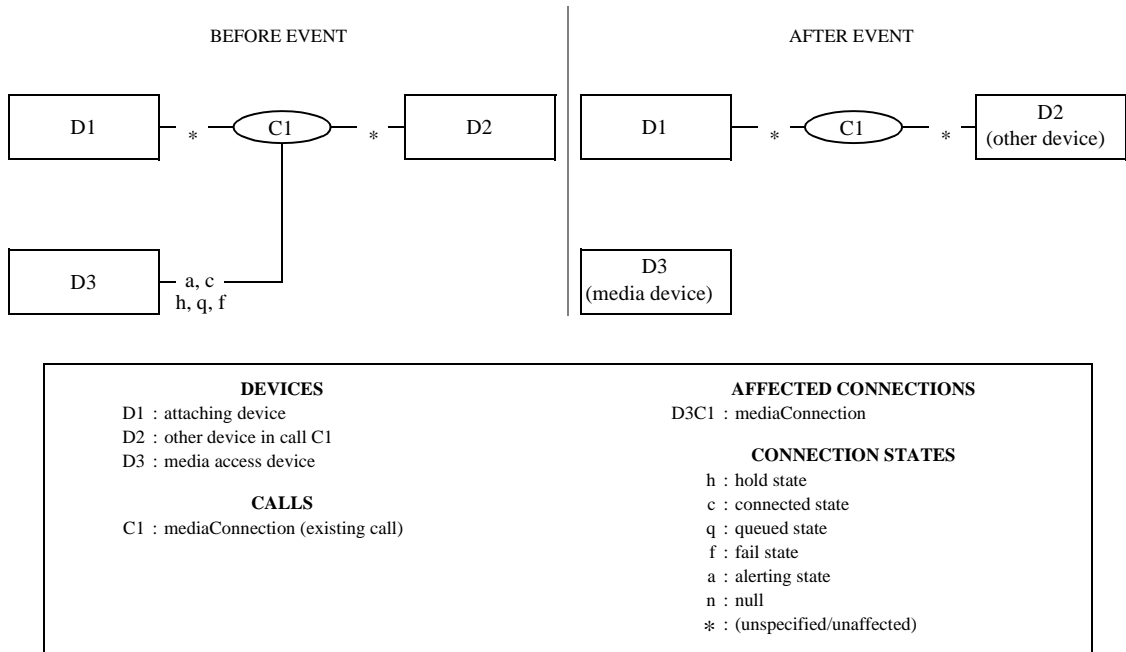 BEFORE EVENT
D1
*
C1
*
D2
D3
a, c
h, q, f
AFTER EVENT
D1
*
C1
*
D2
(other device)
D3
(media device)
DEVICES
D1 : attaching device
D2 : other device in call C1
D3 : media access device
CALLS
C1 : mediaConnection (existing call)
AFFECTED CONNECTIONS
D3C1 : mediaConnection
CONNECTION STATES
h : hold state
c : connected state
q : queued state
f : fail state
a : alerting state
n : null
* : (unspecified/unaffected)